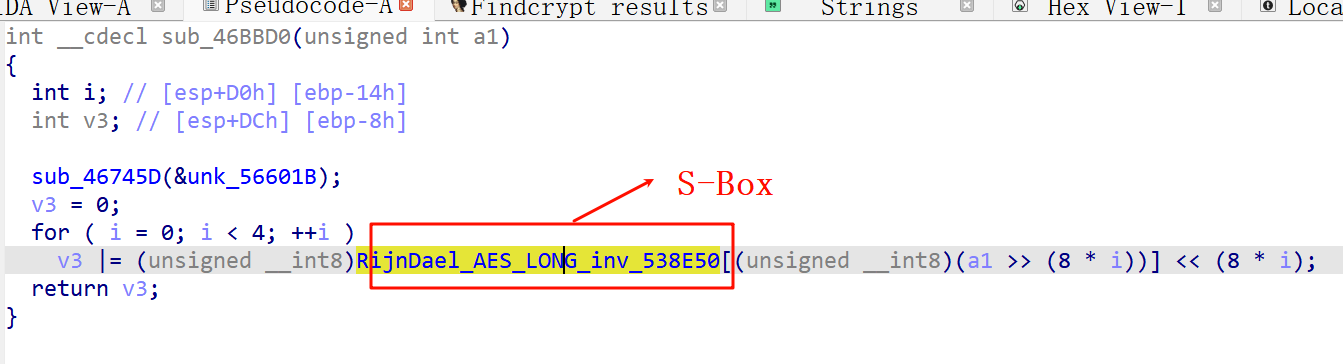 IDA View-A Pseudocode-A Findcrypt results Strings Hex View-1 Loca
int __cdecl sub_46BBD0(unsigned int a1)
{
int i; // [esp+D0h] [ebp-14h]
int v3; // [esp+DCh] [ebp-8h]
sub_46745D(&unk_56601B);
S-Box
v3 = 0;
for ( i = 0; i < 4; ++i )
v3 |= (unsigned __int8)RijnDael_AES_LONG_inv_538E50[(unsigned __int8)(a1 >> (8 * i))] << (8 * i);
return v3;
}